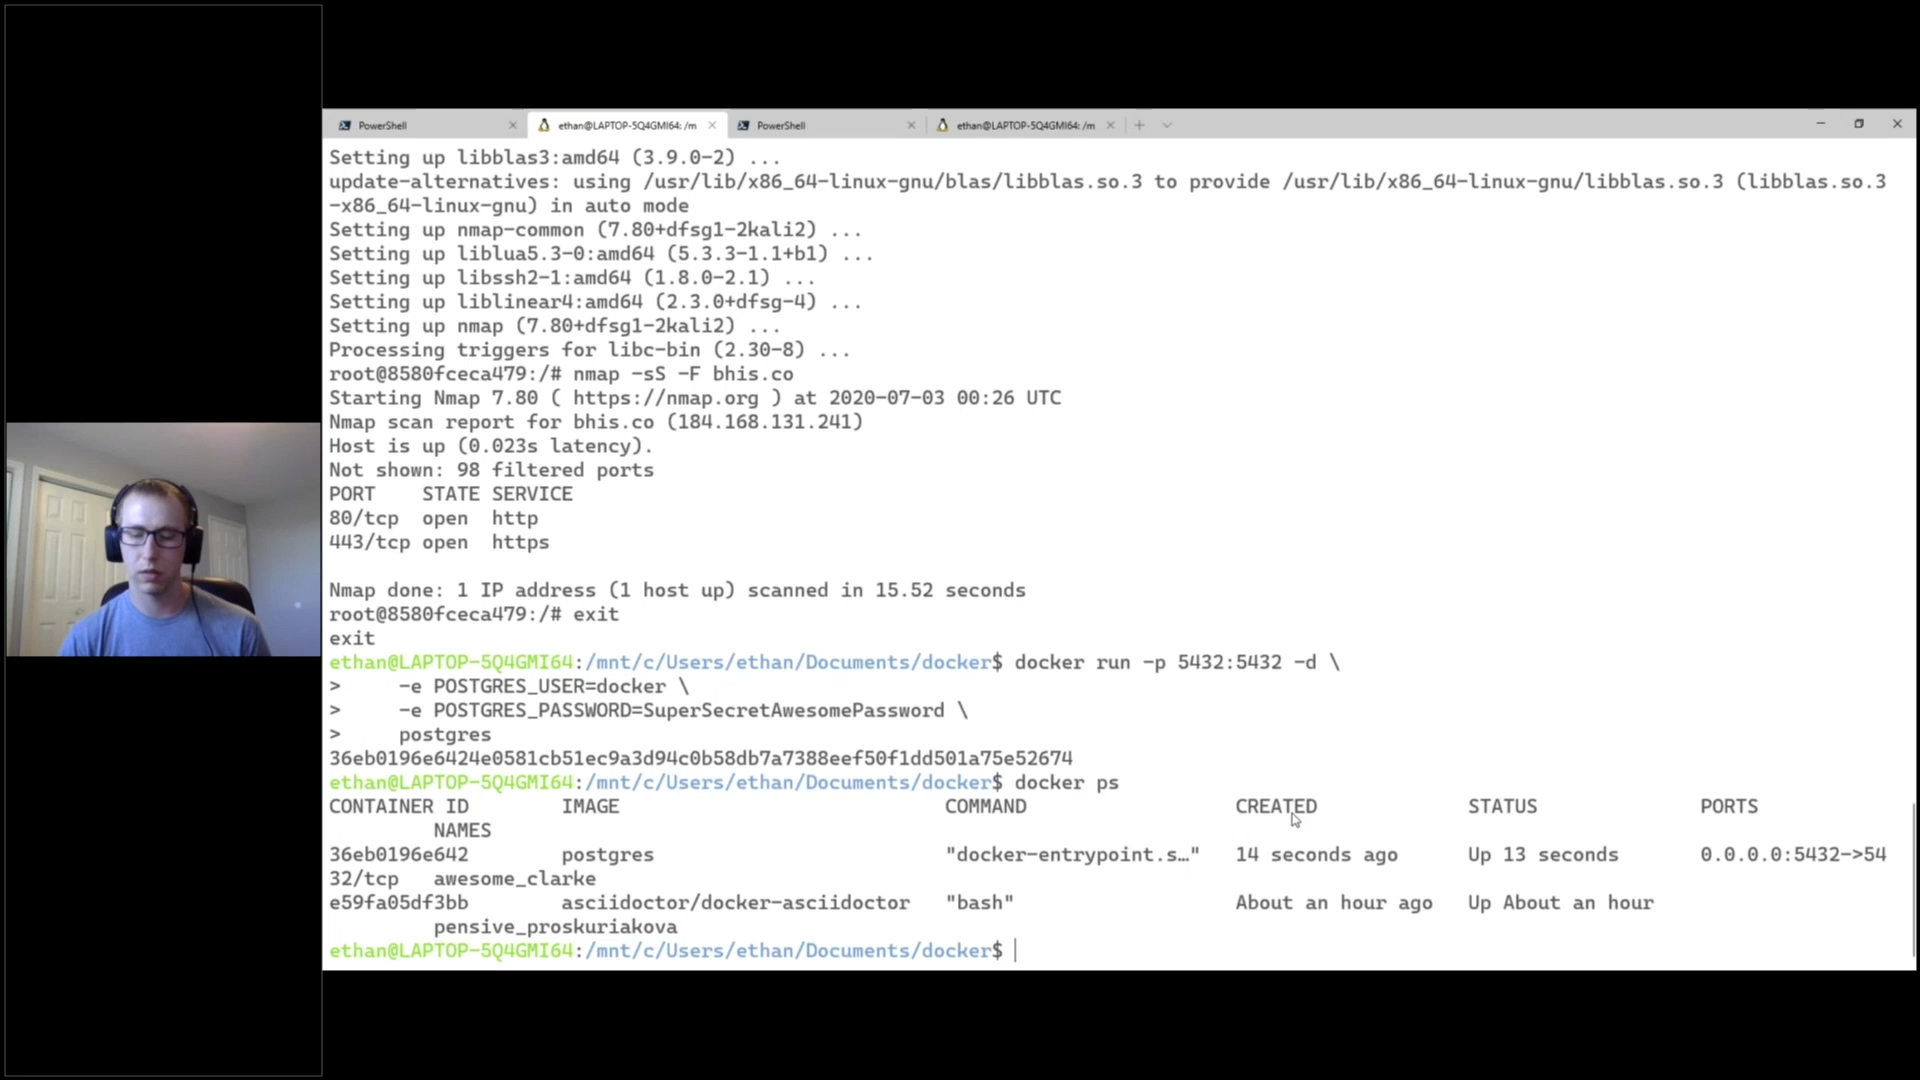 PowerShell
ethan@LAPTOP-5Q4GMI64: /m
PowerShell
ethan@LAPTOP-5Q4GMI64: /m
Setting up libblas3:amd64 (3.9.0-2) ...
update-alternatives: using /usr/lib/x86_64-linux-gnu/blas/libblas.so.3 to provide /usr/lib/x86_64-linux-gnu/libblas.so.3 (libblas.so.3
-x86_64-linux-gnu) in auto mode
Setting up nmap-common (7.80+dfsg1-2kali2) ...
Setting up liblua5.3-0:amd64 (5.3.3-1.1+b1) ...
Setting up libssh2-1:amd64 (1.8.0-2.1) ...
Setting up liblinear4:amd64 (2.3.0+dfsg-4) ...
Setting up nmap (7.80+dfsg1-2kali2) ...
Processing triggers for libc-bin (2.30-8) ...
root@8580fceca479:/# nmap -sS -F bhis.co
Starting Nmap 7.80 ( https://nmap.org ) at 2020-07-03 00:26 UTC
Nmap scan report for bhis.co (184.168.131.241)
Host is up (0.023s latency).
Not shown: 98 filtered ports
PORT    STATE SERVICE
80/tcp  open  http
443/tcp open  https
Nmap done: 1 IP address (1 host up) scanned in 15.52 seconds
root@8580fceca479:/# exit
exit
ethan@LAPTOP-5Q4GMI64:/mnt/c/Users/ethan/Documents/docker$ docker run -p 5432:5432 -d \
>     -e POSTGRES_USER=docker \
>     -e POSTGRES_PASSWORD=SuperSecretAwesomePassword \
>     postgres
36eb0196e6424e0581cb51ec9a3d94c0b58db7a7388eef50f1dd501a75e52674
ethan@LAPTOP-5Q4GMI64:/mnt/c/Users/ethan/Documents/docker$ docker ps
CONTAINER ID        IMAGE                            COMMAND                  CREATED             STATUS              PORTS
NAMES
36eb0196e642        postgres                         "docker-entrypoint.s…"   14 seconds ago      Up 13 seconds       0.0.0.0:5432->54
32/tcp   awesome_clarke
e59fa05df3bb        asciidoctor/docker-asciidoctor   "bash"                   About an hour ago   Up About an hour
pensive_proskuriakova
ethan@LAPTOP-5Q4GMI64:/mnt/c/Users/ethan/Documents/docker$